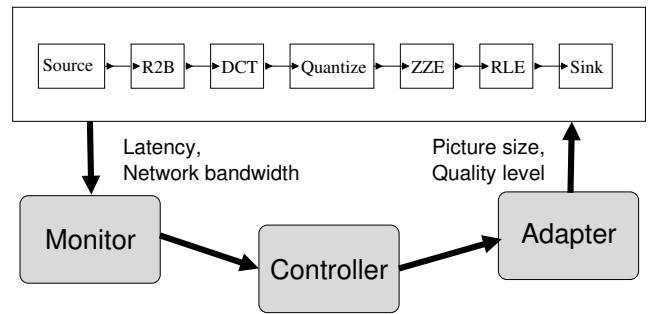 Source R2B DCT Quantize ZZE RLE Sink
Latency,
Network bandwidth
Picture size,
Quality level
Monitor
Controller
Adapter